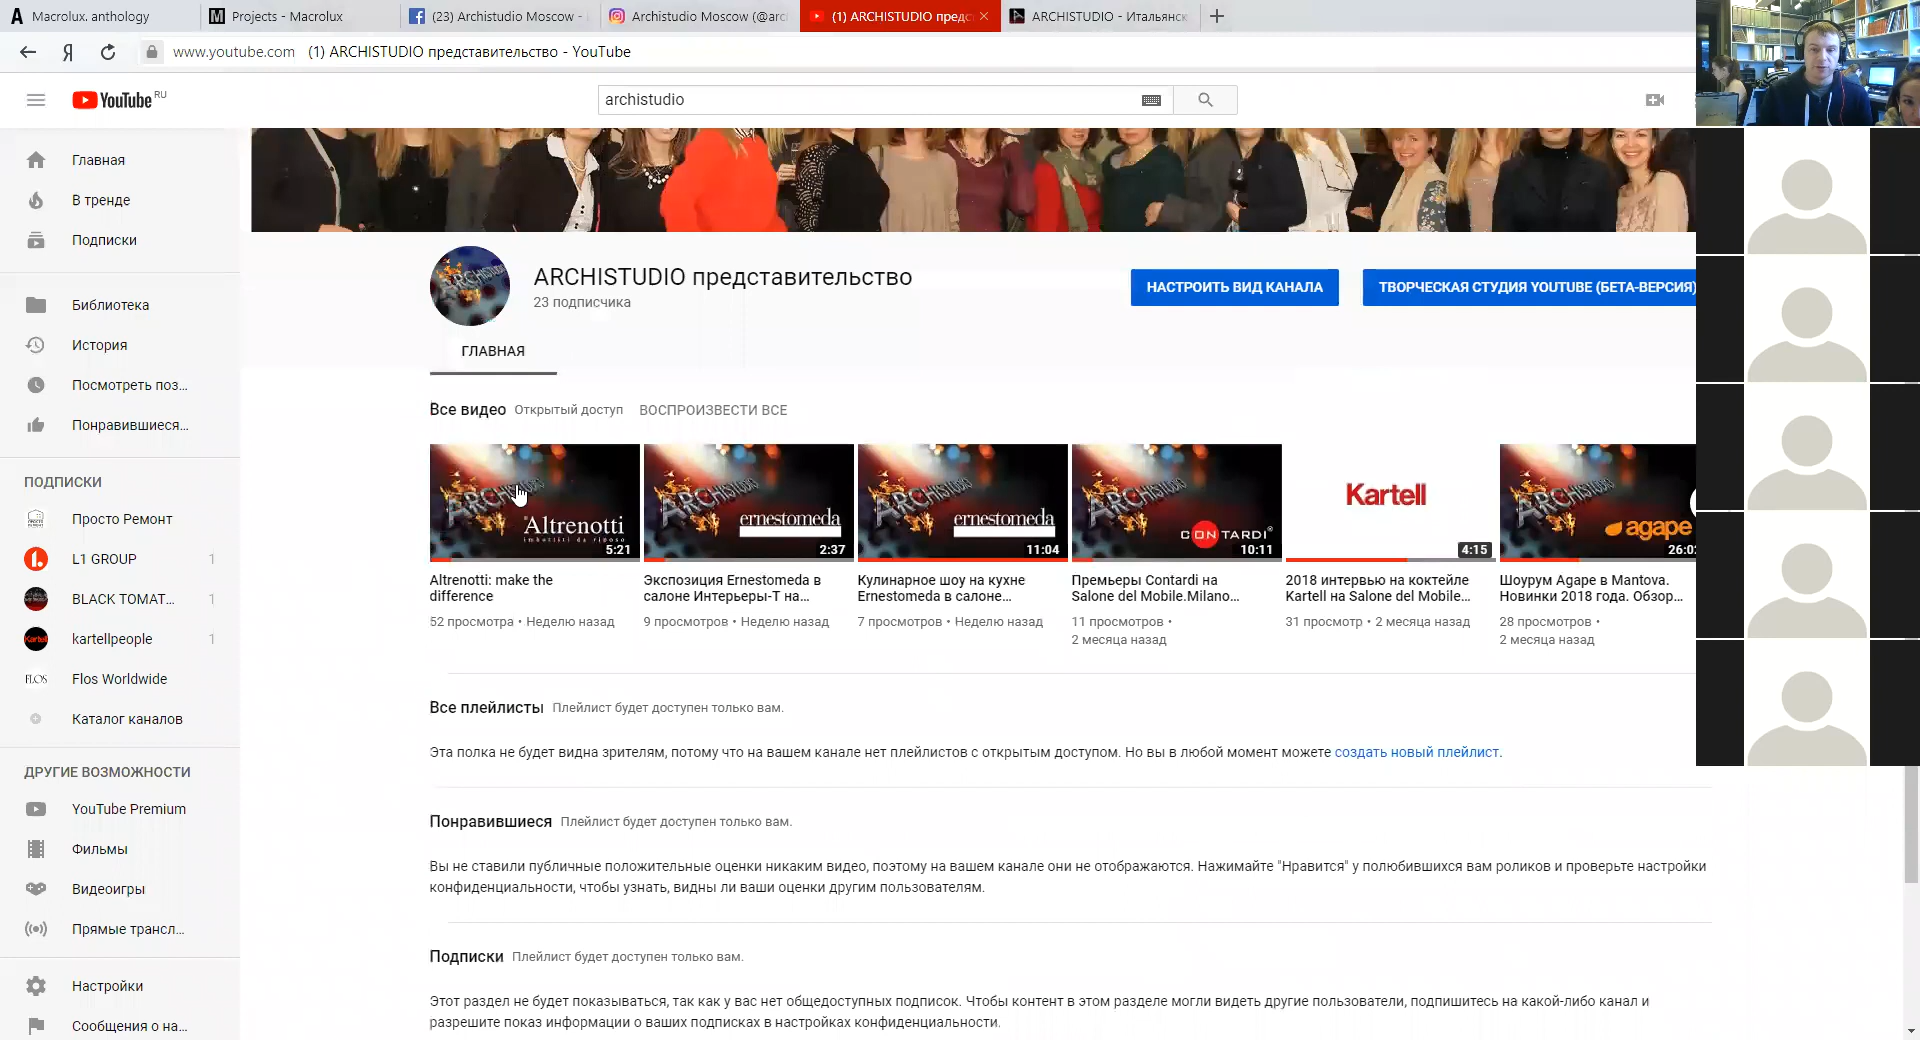 Macrolux. anthology
Projects - Macrolux
(23) Archistudio Moscow -
Archistudio Moscow (@arc
(1) ARCHISTUDIO предс
ARCHISTUDIO - Итальянск
www.youtube.com (1) ARCHISTUDIO представительство - YouTube
YouTube RU
archistudio
Главная
В тренде
Подписки
Библиотека
История
Посмотреть поз...
Понравившиеся...
ПОДПИСКИ
Просто Ремонт
L1 GROUP 1
BLACK TOMAT... 1
kartellpeople 1
FLOS Flos Worldwide
Каталог каналов
ДРУГИЕ ВОЗМОЖНОСТИ
YouTube Premium
Фильмы
Видеоигры
Прямые трансл...
Настройки
Сообщения о на...
ARCHISTUDIO представительство
23 подписчика
НАСТРОИТЬ ВИД КАНАЛА
ТВОРЧЕСКАЯ СТУДИЯ YOUTUBE (БЕТА-ВЕРСИЯ)
ГЛАВНАЯ
Все видео Открытый доступ ВОСПРОИЗВЕСТИ ВСЕ
ARCHISTUDIO
Altrenotti
imbottiti da riposo
5:21
Altrenotti: make the
difference
52 просмотра • Неделю назад
ARCHISTUDIO
ernestomeda
2:37
Экспозиция Ernestomeda в
салоне Интерьеры-Т на...
9 просмотров • Неделю назад
ARCHISTUDIO
ernestomeda
11:04
Кулинарное шоу на кухне
Ernestomeda в салоне...
7 просмотров • Неделю назад
ARCHISTUDIO
CONTARDI®
10:11
Премьеры Contardi на
Salone del Mobile.Milano...
11 просмотров •
2 месяца назад
Kartell
4:15
2018 интервью на коктейле
Kartell на Salone del Mobile...
31 просмотр • 2 месяца назад
ARCHISTUDIO
agape
26:02
Шоурум Agape в Mantova.
Новинки 2018 года. Обзор...
28 просмотров •
2 месяца назад
Все плейлисты Плейлист будет доступен только вам.
Эта полка не будет видна зрителям, потому что на вашем канале нет плейлистов с открытым доступом. Но вы в любой момент можете создать новый плейлист.
Понравившиеся Плейлист будет доступен только вам.
Вы не ставили публичные положительные оценки никаким видео, поэтому на вашем канале они не отображаются. Нажимайте "Нравится" у полюбившихся вам роликов и проверьте настройки
конфиденциальности, чтобы узнать, видны ли ваши оценки другим пользователям.
Подписки Плейлист будет доступен только вам.
Этот раздел не будет показываться, так как у вас нет общедоступных подписок. Чтобы контент в этом разделе могли видеть другие пользователи, подпишитесь на какой-либо канал и
разрешите показ информации о ваших подписках в настройках конфиденциальности.